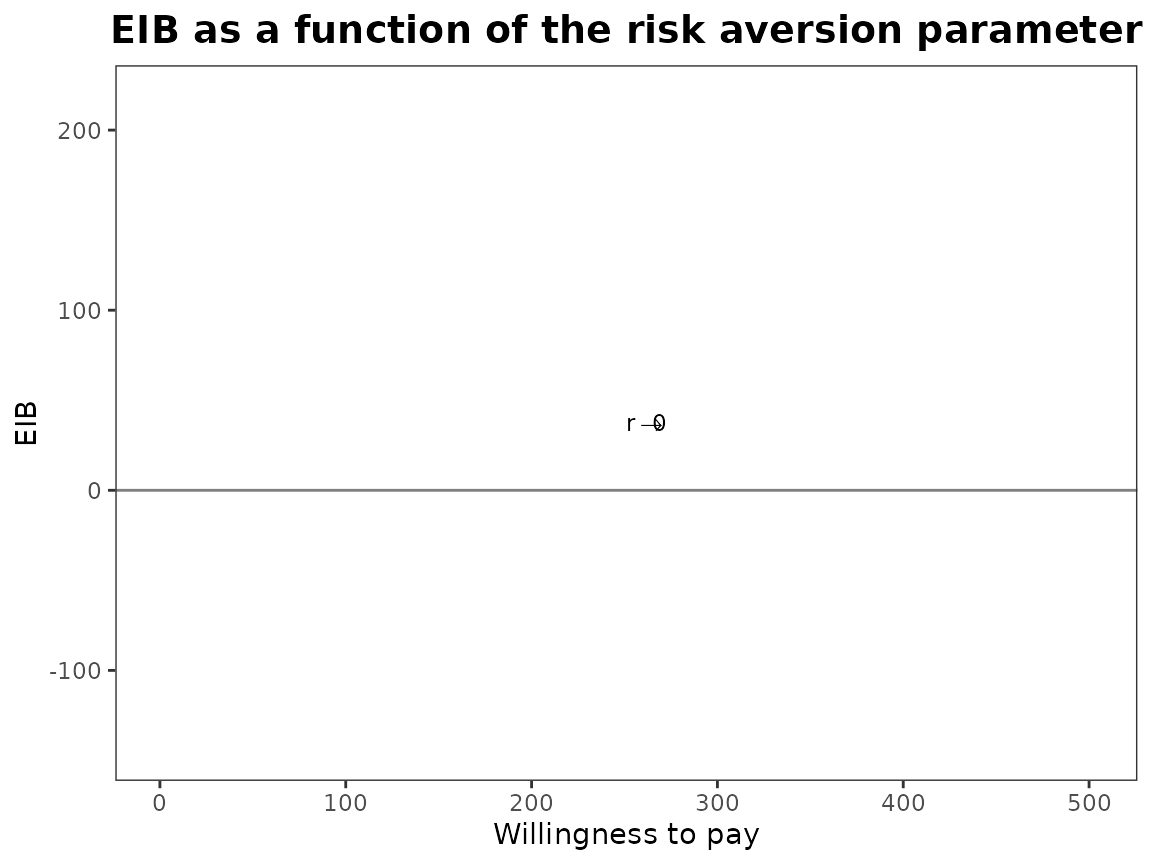 EIB as a function of the risk aversion parameter
200
100
0
-100
EIB
r → 0
0 100 200 300 400 500
Willingness to pay